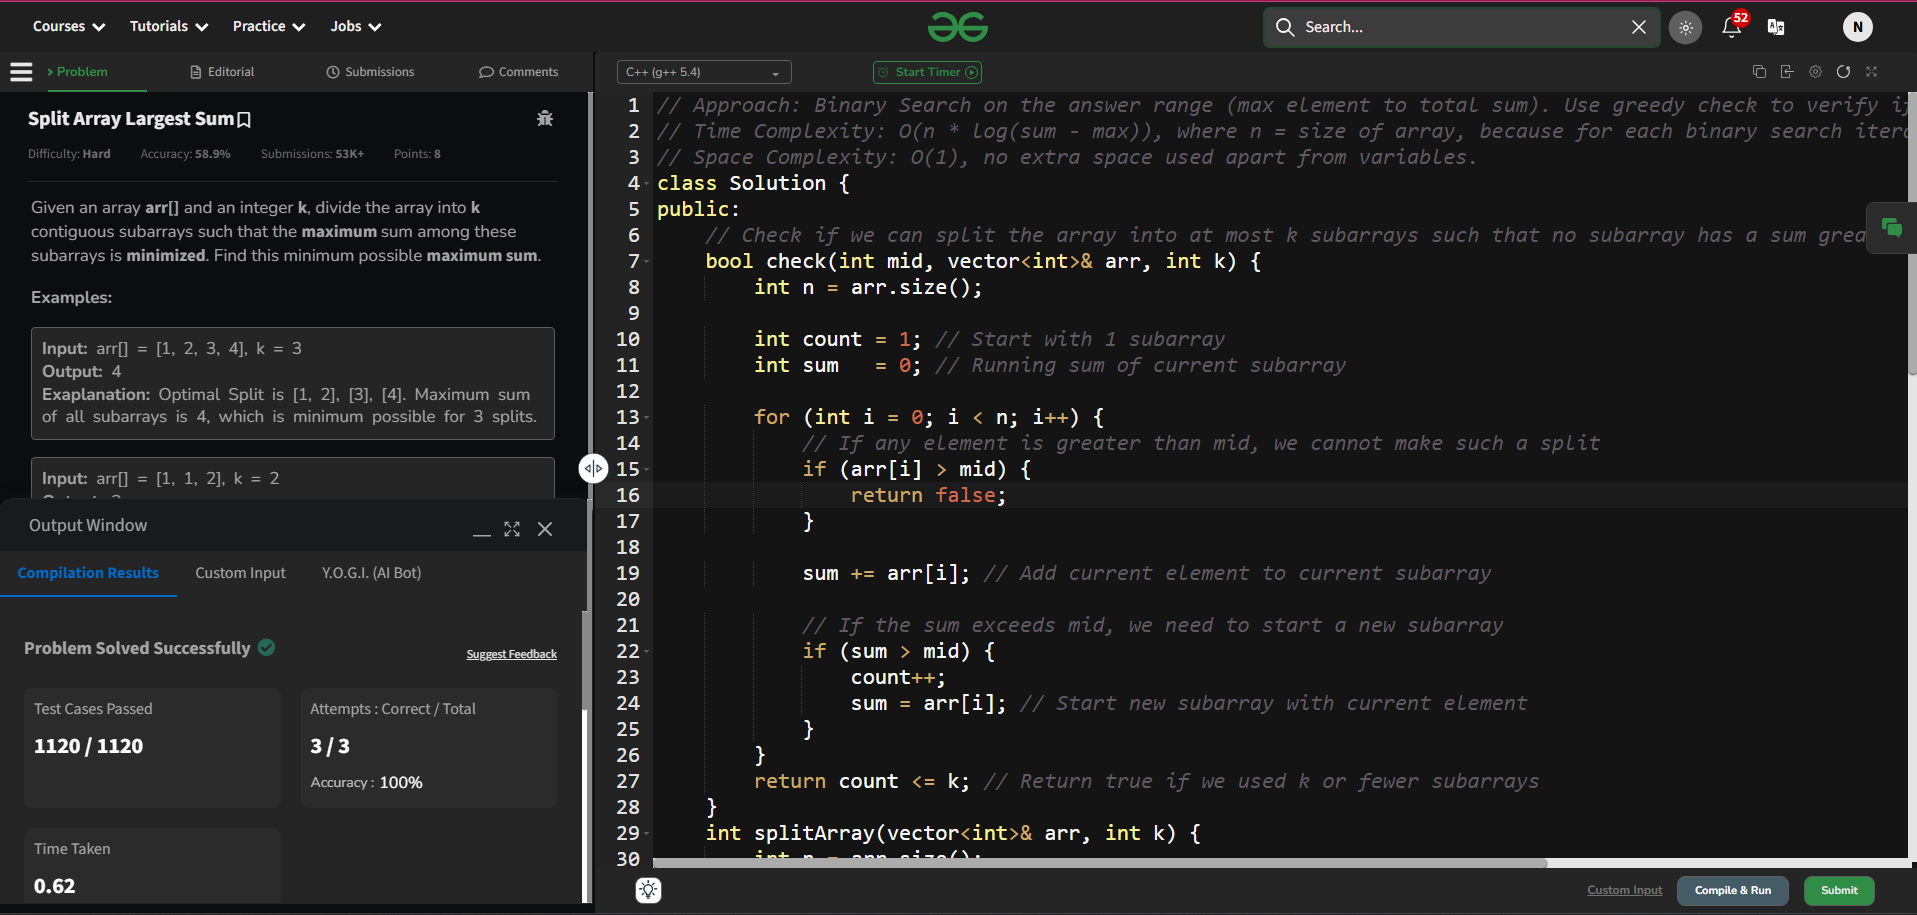 Courses Tutorials Practice Jobs Search... 52 N
Problem Editorial Submissions Comments C++ (g++ 5.4) Start Timer
Split Array Largest Sum
Difficulty: Hard Accuracy: 58.9% Submissions: 53K+ Points: 8
Given an array arr[] and an integer k, divide the array into k
contiguous subarrays such that the maximum sum among these
subarrays is minimized. Find this minimum possible maximum sum.
Examples:
Input: arr[] = [1, 2, 3, 4], k = 3
Output: 4
Exaplanation: Optimal Split is [1, 2], [3], [4]. Maximum sum
of all subarrays is 4, which is minimum possible for 3 splits.
Input: arr[] = [1, 1, 2], k = 2
Output Window
Compilation Results Custom Input Y.O.G.I. (AI Bot)
Problem Solved Successfully
Suggest Feedback
Test Cases Passed
1120 / 1120
Attempts : Correct / Total
3 / 3
Accuracy : 100%
Time Taken
0.62
1 // Approach: Binary Search on the answer range (max element to total sum). Use greedy check to verify if
2 // Time Complexity: O(n * log(sum - max)), where n = size of array, because for each binary search itera
3 // Space Complexity: O(1), no extra space used apart from variables.
4 class Solution {
5 public:
6 // Check if we can split the array into at most k subarrays such that no subarray has a sum grea
7 bool check(int mid, vector<int>& arr, int k) {
8 int n = arr.size();
9
10 int count = 1; // Start with 1 subarray
11 int sum   = 0; // Running sum of current subarray
12
13 for (int i = 0; i < n; i++) {
14 // If any element is greater than mid, we cannot make such a split
15 if (arr[i] > mid) {
16 return false;
17 }
18
19 sum += arr[i]; // Add current element to current subarray
20
21 // If the sum exceeds mid, we need to start a new subarray
22 if (sum > mid) {
23 count++;
24 sum = arr[i]; // Start new subarray with current element
25 }
26 }
27 return count <= k; // Return true if we used k or fewer subarrays
28 }
29 int splitArray(vector<int>& arr, int k) {
30 int n = arr.size();
Custom Input Compile & Run Submit